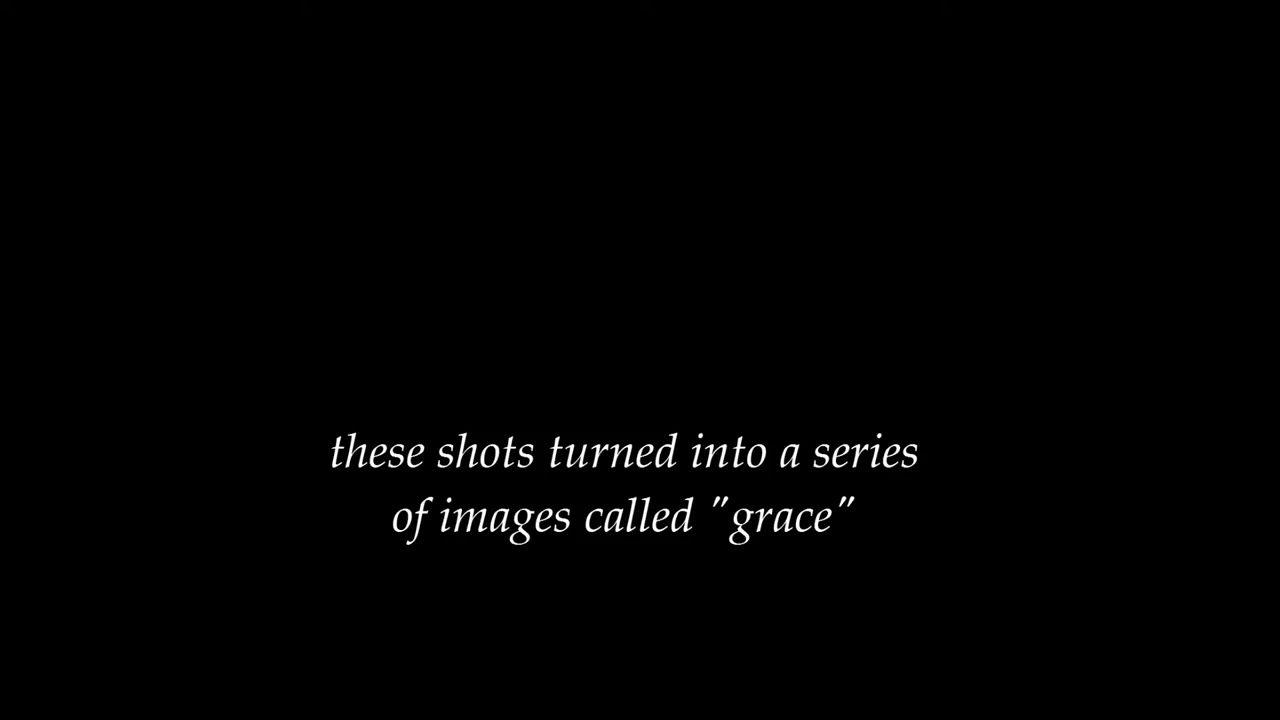 these shots turned into a series
of images called "grace"